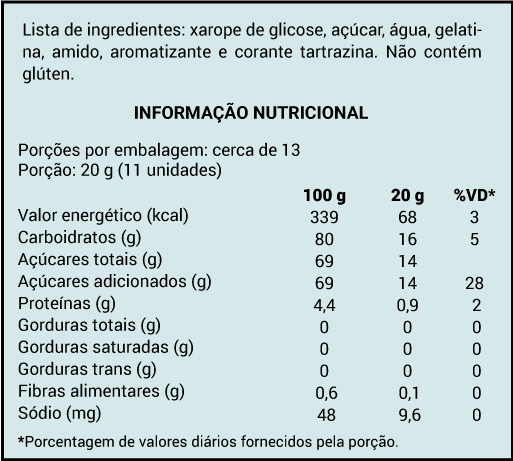 Lista de ingredientes: xarope de glicose, açúcar, água, gelati-
na, amido, aromatizante e corante tartrazina. Não contém
glúten.
INFORMAÇÃO NUTRICIONAL
Porções por embalagem: cerca de 13
Porção: 20 g (11 unidades)
100 g 20 g %VD*
Valor energético (kcal) 339 68 3
Carboidratos (g) 80 16 5
Açúcares totais (g) 69 14
Açúcares adicionados (g) 69 14 28
Proteínas (g) 4,4 0,9 2
Gorduras totais (g) 0 0 0
Gorduras saturadas (g) 0 0 0
Gorduras trans (g) 0 0 0
Fibras alimentares (g) 0,6 0,1 0
Sódio (mg) 48 9,6 0
*Porcentagem de valores diários fornecidos pela porção.